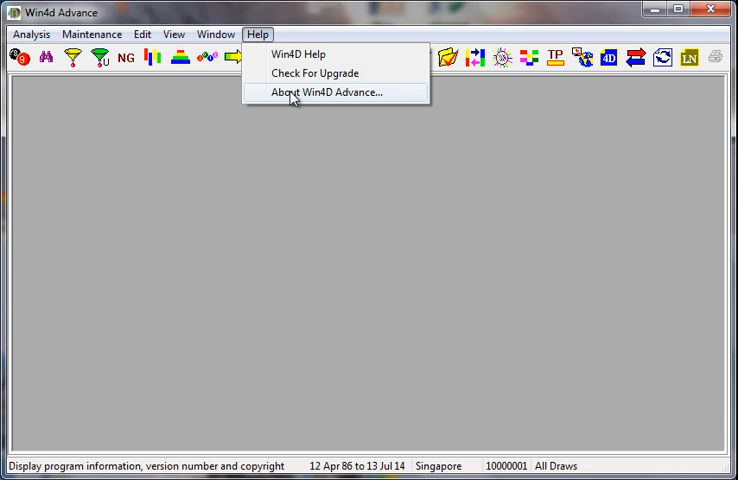 Win4d Advance
Analysis Maintenance Edit View Window Help
9 U NG TP 4D LN
Win4D Help
Check For Upgrade
About Win4D Advance...
Display program information, version number and copyright 12 Apr 86 to 13 Jul 14 Singapore 10000001 All Draws